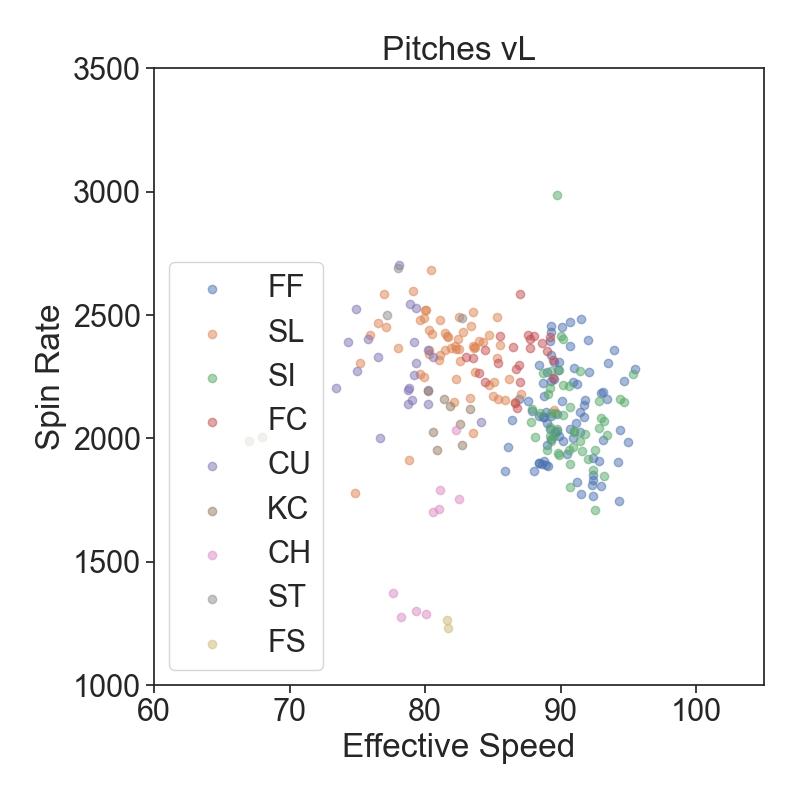 Pitches vL
3500
3000
2500
2000
1500
1000
Spin Rate
FF
SL
SI
FC
CU
KC
CH
ST
FS
60 70 80 90 100
Effective Speed